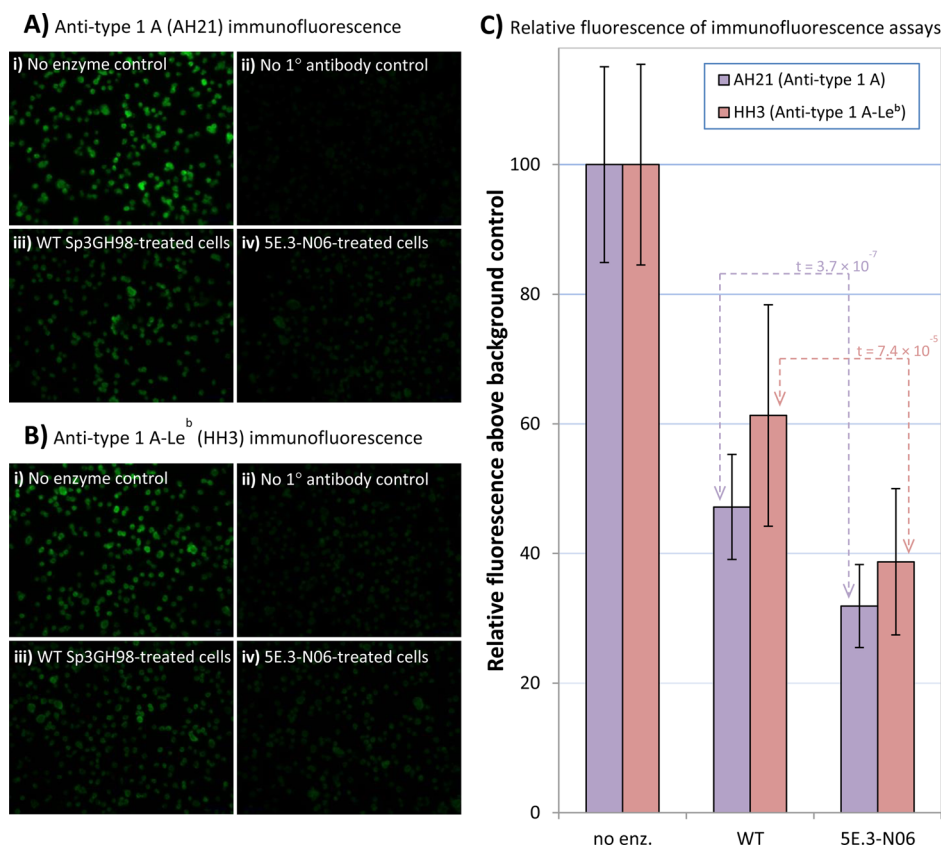 A) Anti-type 1 A (AH21) immunofluorescence
i) No enzyme control
ii) No 1° antibody control
iii) WT Sp3GH98-treated cells
iv) 5E.3-N06-treated cells
B) Anti-type 1 A-Le^b (HH3) immunofluorescence
i) No enzyme control
ii) No 1° antibody control
iii) WT Sp3GH98-treated cells
iv) 5E.3-N06-treated cells
C) Relative fluorescence of immunofluorescence assays
AH21 (Anti-type 1 A)
HH3 (Anti-type 1 A-Le^b)
Relative fluorescence above background control
100
80
60
40
20
0
t = 3.7 × 10^-7
t = 7.4 × 10^-5
no enz.
WT
5E.3-N06